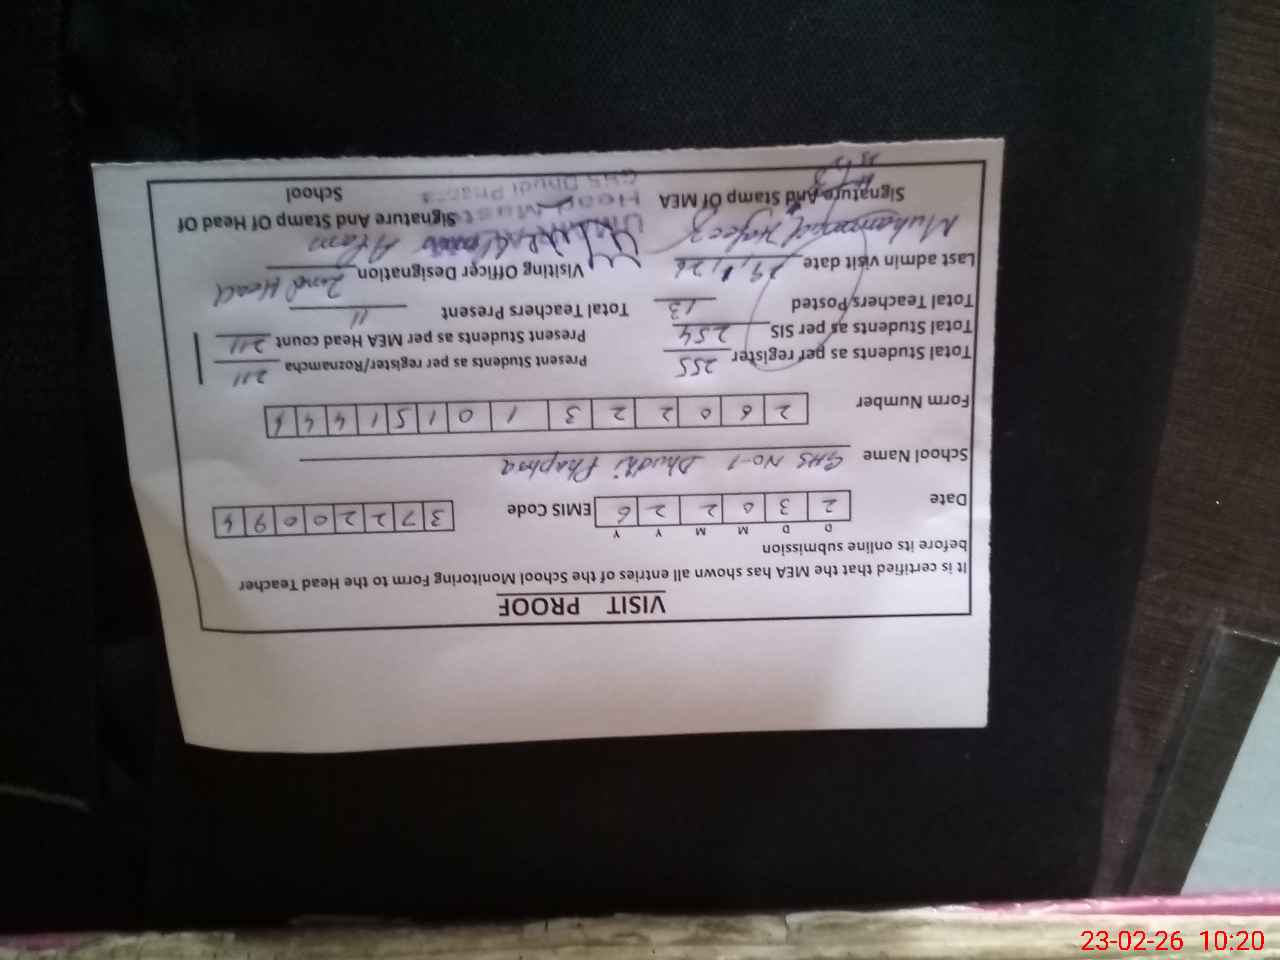 VISIT PROOF
It is certified that the MEA has shown all entries of the School Monitoring Form to the Head Teacher
before its online submission
D D M M Y Y
Date 2 3 0 2 2 6 EMIS Code 3 7 2 2 0 0 9 4
School Name GHS NO-1 Dhudi Phaphra
Form Number 2 6 0 2 2 3 1 0 1 5 1 4 4 4
Total Students as per register 255 Present Students as per register/Roznamcha 211
Total Students as per SIS 254 Present Students as per MEA Head count 211
Total Teachers Posted 13 Total Teachers Present 11
Last admin visit date Visiting Officer Designation 2nd Head
Muhammad Hafeez Alam
Signature And Stamp Of MEA Signature And Stamp Of Head Of
School
Head Mast
GHS Dhudi Phapra
23-02-26 10:20